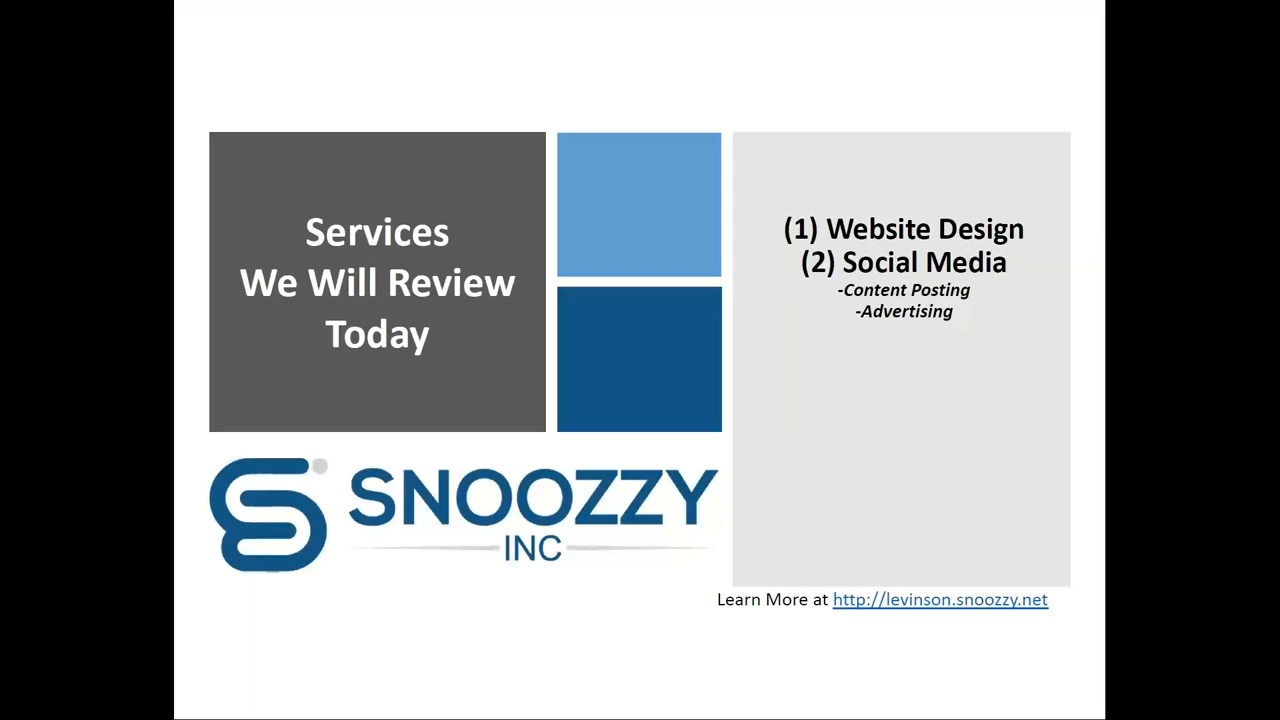 Services
We Will Review
Today
(1) Website Design
(2) Social Media
-Content Posting
-Advertising
SNOOZZY
INC
Learn More at http://levinson.snoozzy.net